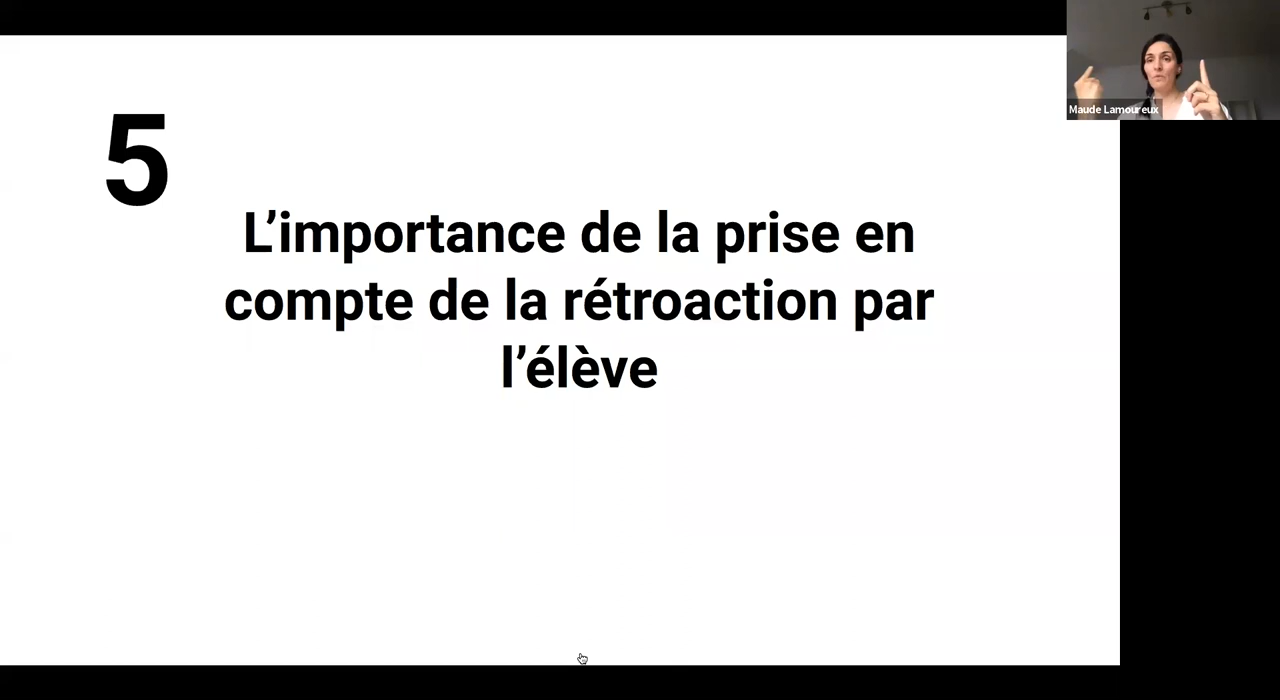 5
L’importance de la prise en
compte de la rétroaction par
l’élève
Maude Lamoureux